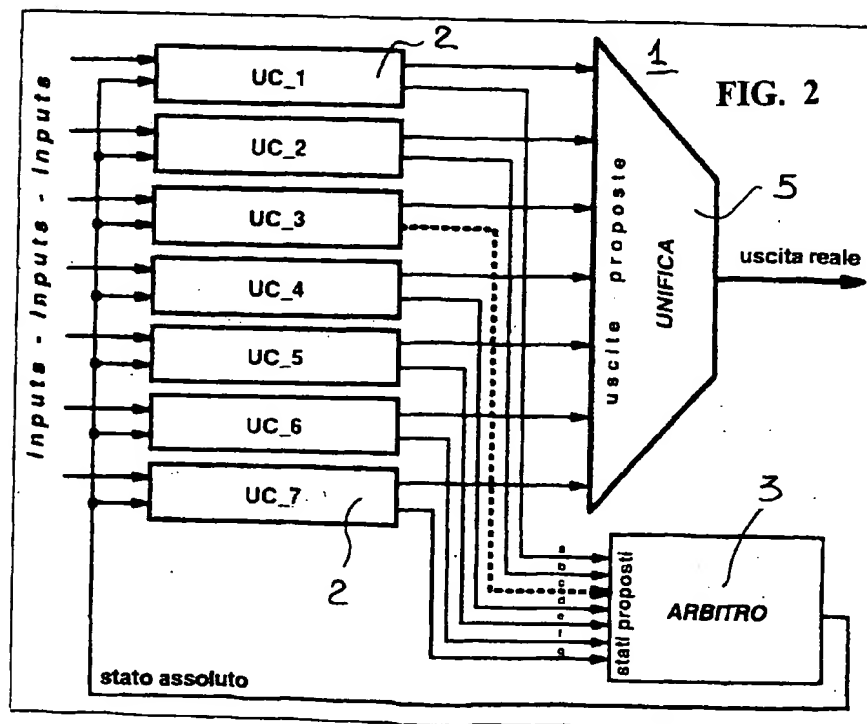 FIG. 2
Inputs - Inputs - Inputs
UC_1
2
UC_2
UC_3
UC_4
UC_5
UC_6
UC_7
2
1
uscite proposte
UNIFICA
5
uscita reale
a
b
c
d
e
f
g
stati proposti
ARBITRO
3
stato assoluto